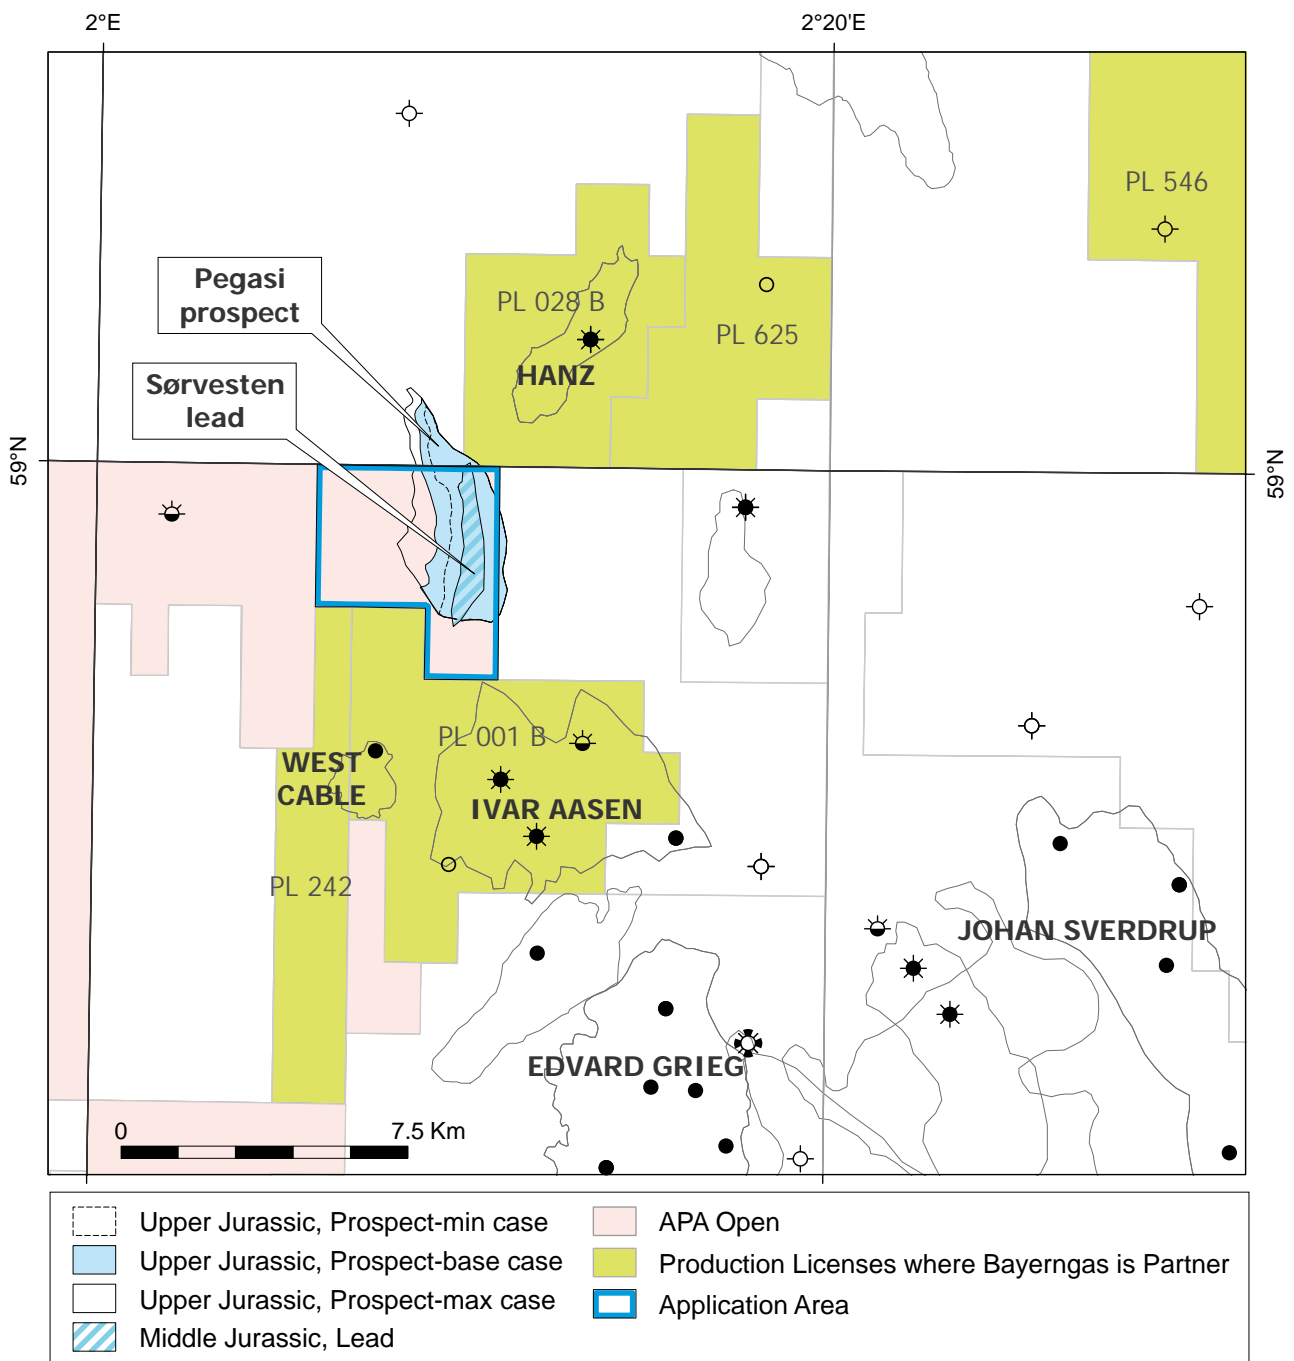 2°E
2°20'E
PL 546
Pegasi
prospect
PL 028 B
PL 625
HANZ
Sørvesten
lead
59°N
59°N
PL 001 B
WEST
CABLE
IVAR AASEN
PL 242
JOHAN SVERDRUP
EDVARD GRIEG
0
7.5 Km
Upper Jurassic, Prospect-min case
Upper Jurassic, Prospect-base case
Upper Jurassic, Prospect-max case
Middle Jurassic, Lead
APA Open
Production Licenses where Bayerngas is Partner
Application Area